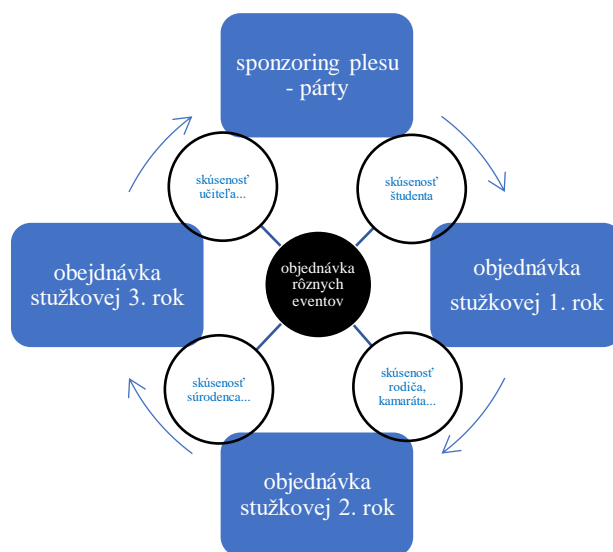 sponzoring plesu
- párty
skúsenosť
učiteľa...
skúsenosť
študenta
obejdnávka
stužkovej 3. rok
objednávka
rôznych
eventov
objednávka
stužkovej 1. rok
skúsenosť
súrodenca...
skúsenosť
rodiča,
kamaráta...
objednávka
stužkovej 2. rok